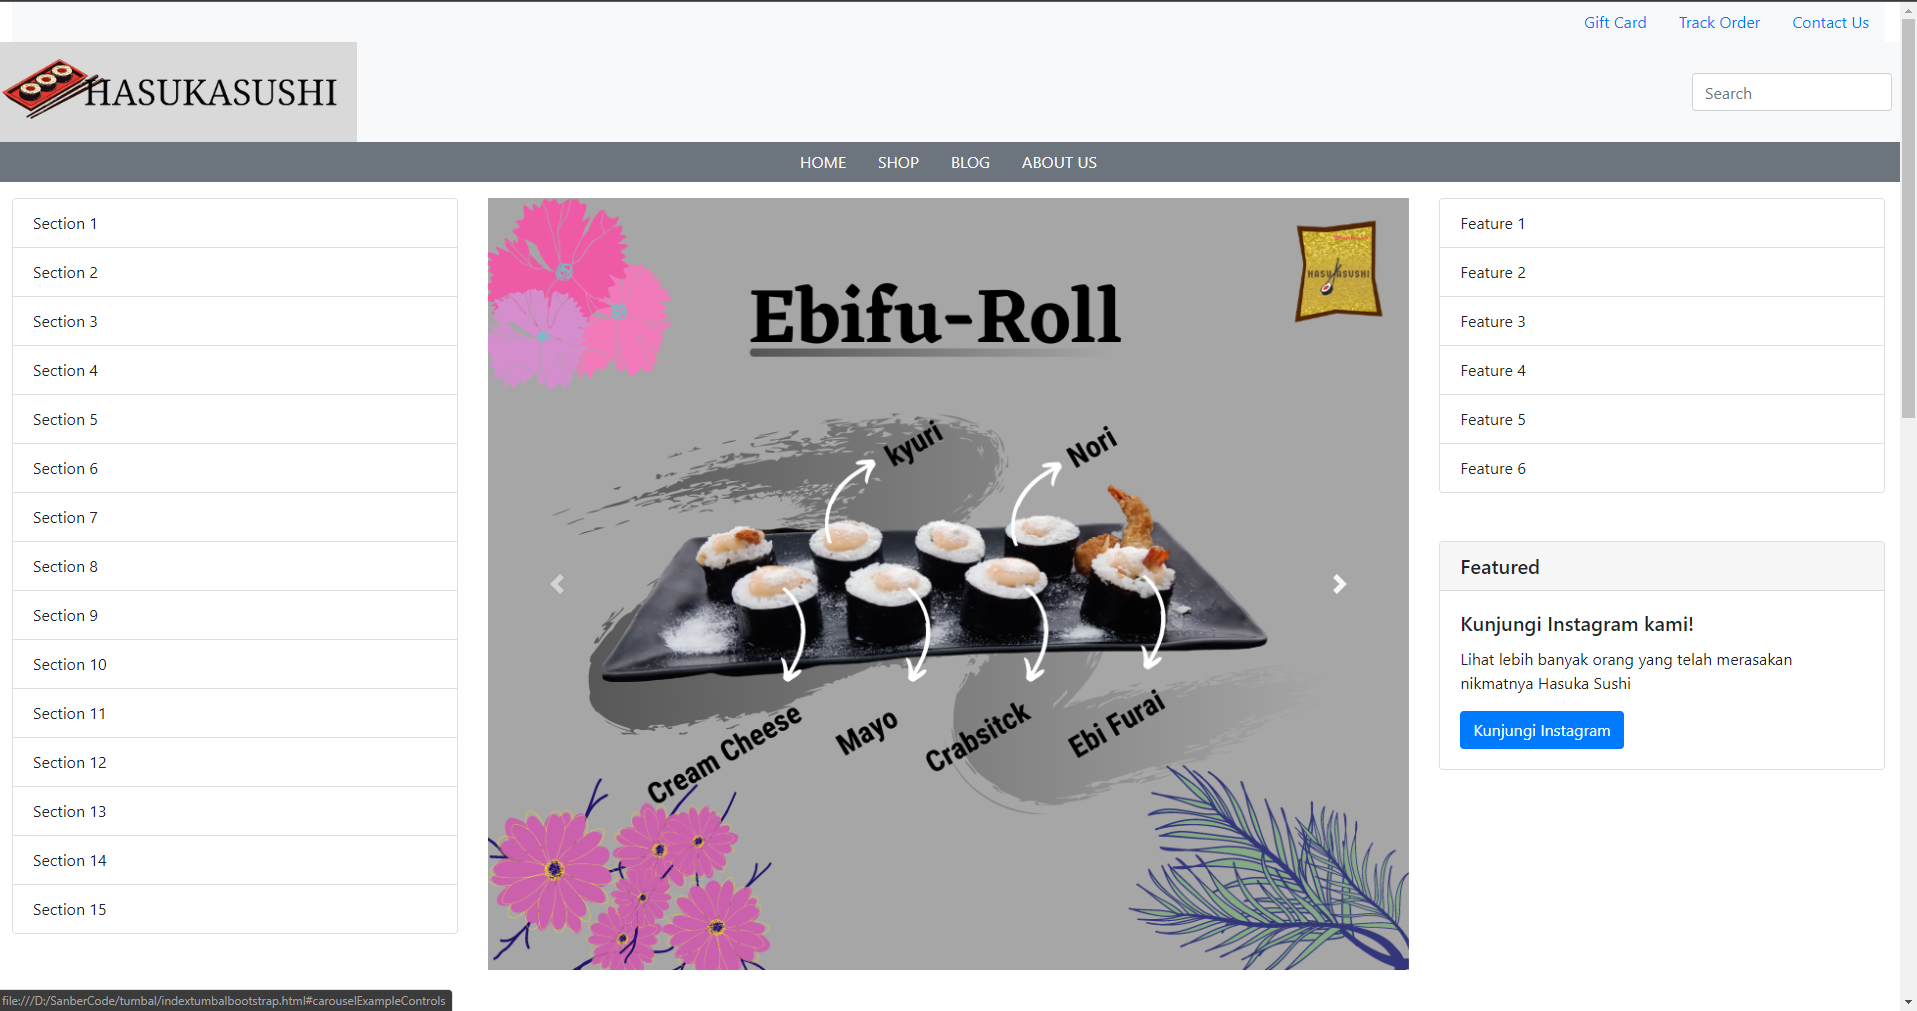 Gift Card Track Order Contact Us
HASUKASUSHI
Search
HOME SHOP BLOG ABOUT US
Section 1
Section 2
Section 3
Section 4
Section 5
Section 6
Section 7
Section 8
Section 9
Section 10
Section 11
Section 12
Section 13
Section 14
Section 15
HASUKASUSHI
Ebifu-Roll
kyuri
Nori
Cream Cheese
Mayo
Crabsitck
Ebi Furai
Feature 1
Feature 2
Feature 3
Feature 4
Feature 5
Feature 6
Featured
Kunjungi Instagram kami!
Lihat lebih banyak orang yang telah merasakan
nikmatnya Hasuka Sushi
Kunjungi Instagram
file:///D:/SanberCode/tumbal/indextumbalbootstrap.html#carouselExampleControls